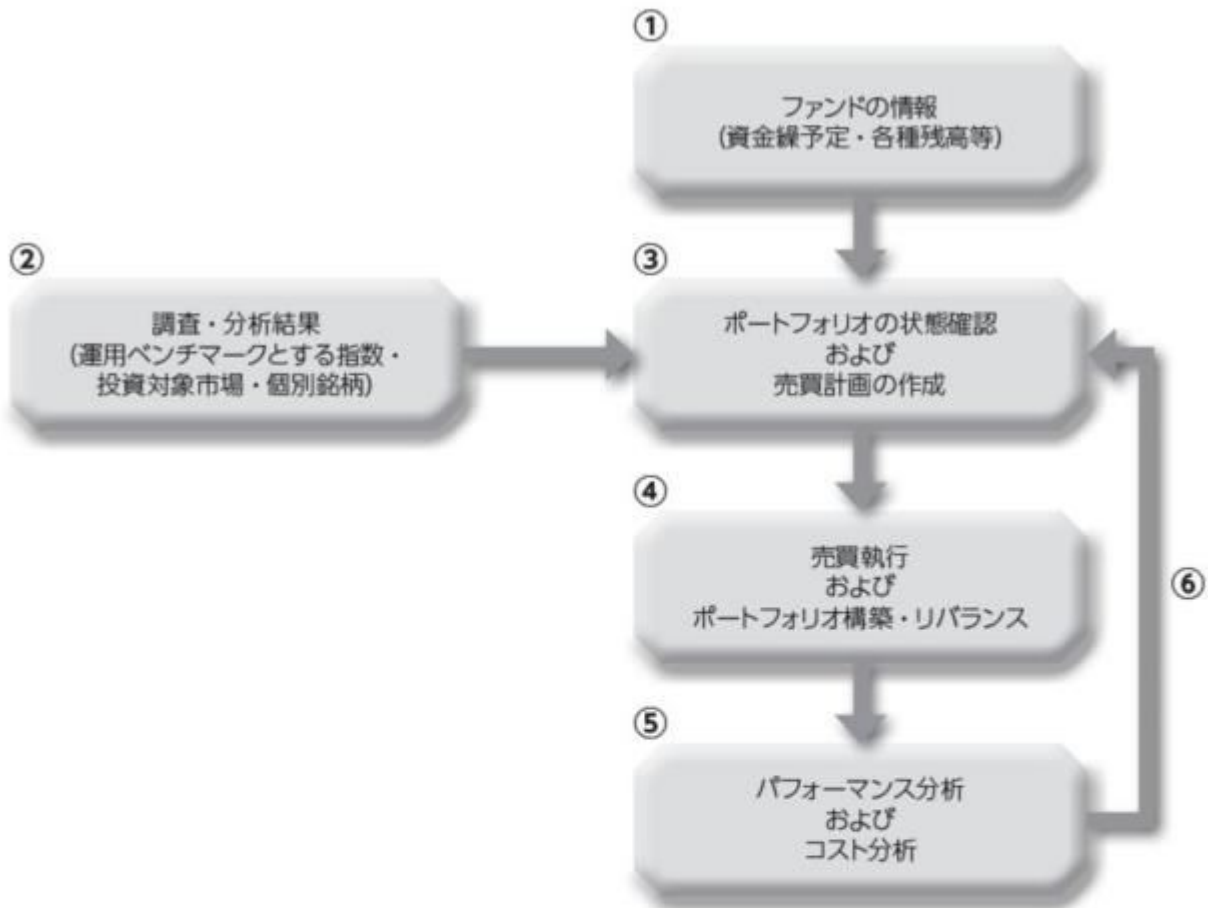 ①
ファンドの情報
(資金繰予定・各種残高等)
②
調査・分析結果
(運用ベンチマークとする指数・
投資対象市場・個別銘柄)
③
ポートフォリオの状態確認
および
売買計画の作成
④
売買執行
および
ポートフォリオ構築・リバランス
⑤
パフォーマンス分析
および
コスト分析
⑥